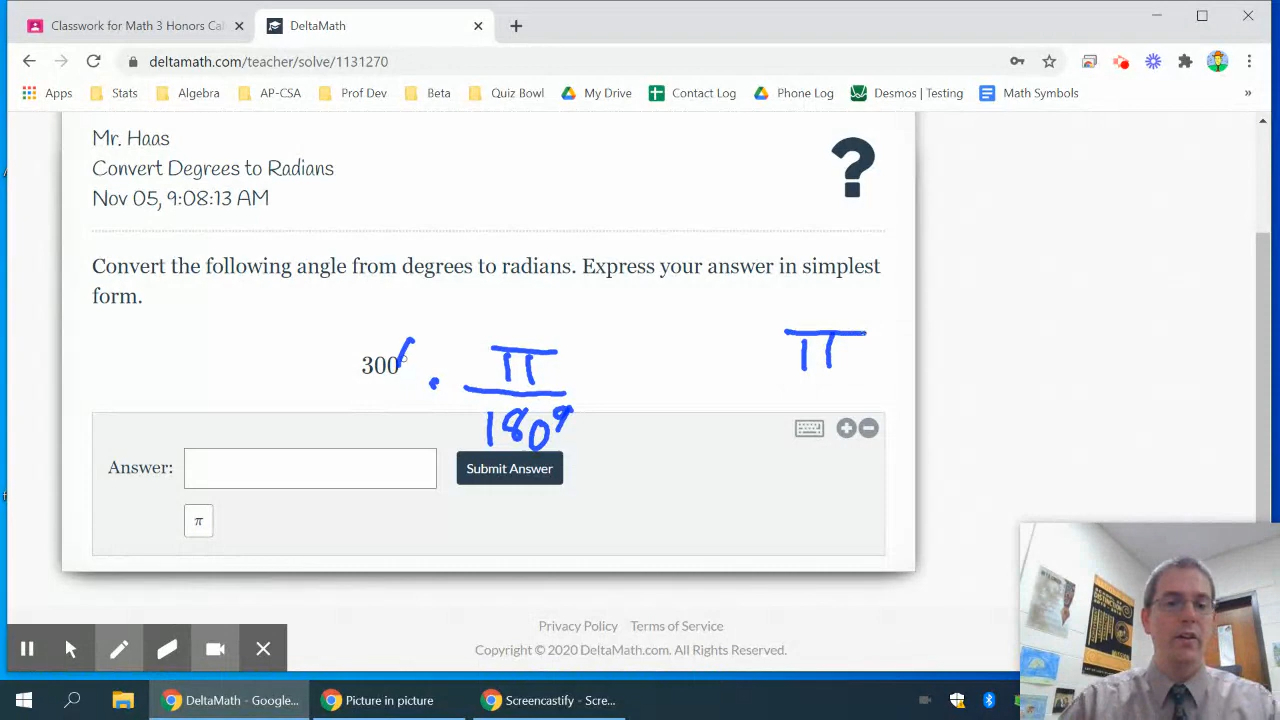 Classwork for Math 3 Honors Cal
DeltaMath
deltamath.com/teacher/solve/1131270
Apps Stats Algebra AP-CSA Prof Dev Beta Quiz Bowl My Drive Contact Log Phone Log Desmos | Testing Math Symbols »
Mr. Haas
Convert Degrees to Radians
Nov 05, 9:08:13 AM
?
Convert the following angle from degrees to radians. Express your answer in simplest
form.
300° · π
180°
π
Answer:
Submit Answer
π
Privacy Policy Terms of Service
Copyright © 2020 DeltaMath.com. All Rights Reserved.
DeltaMath - Google...
Picture in picture
Screencastify - Scre...